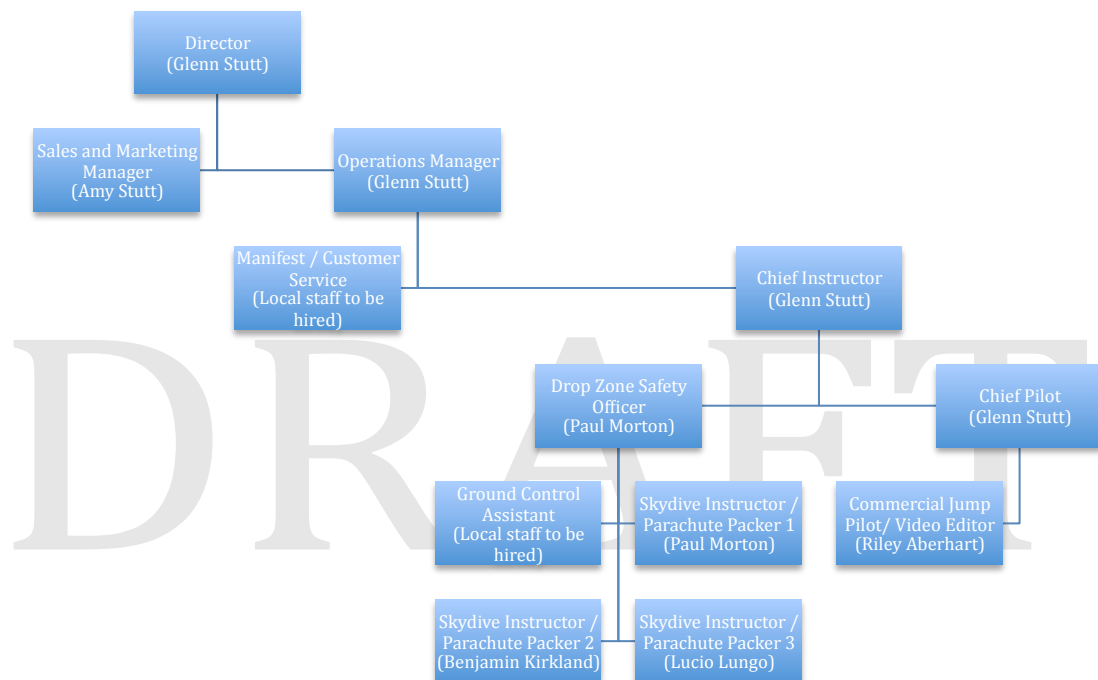 Director
(Glenn Stutt)
Sales and Marketing
Manager
(Amy Stutt)
Operations Manager
(Glenn Stutt)
Manifest / Customer
Service
(Local staff to be
hired)
Chief Instructor
(Glenn Stutt)
Drop Zone Safety
Officer
(Paul Morton)
Chief Pilot
(Glenn Stutt)
Ground Control
Assistant
(Local staff to be
hired)
Skydive Instructor /
Parachute Packer 1
(Paul Morton)
Commercial Jump
Pilot/ Video Editor
(Riley Aberhart)
Skydive Instructor /
Parachute Packer 2
(Benjamin Kirkland)
Skydive Instructor /
Parachute Packer 3
(Lucio Lungo)
DRAFT